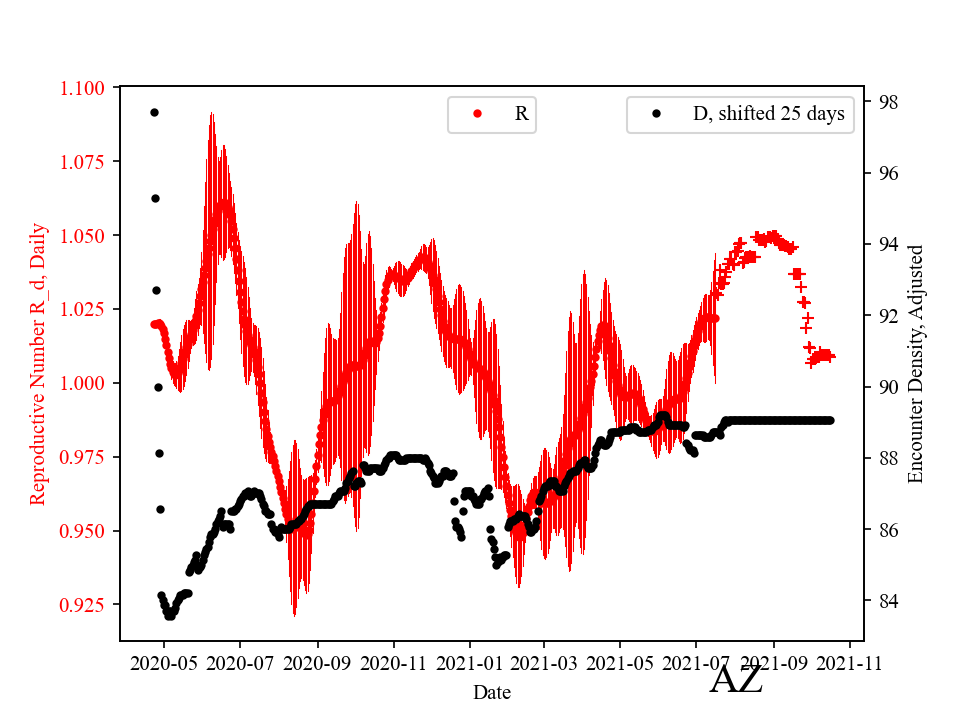 R
D, shifted 25 days
1.100
1.075
1.050
1.025
1.000
0.975
0.950
0.925
Reproductive Number R_d, Daily
98
96
94
92
90
88
86
84
Encounter Density, Adjusted
2020-05 2020-07 2020-09 2020-11 2021-01 2021-03 2021-05 2021-07 2021-09 2021-11
Date
AZ